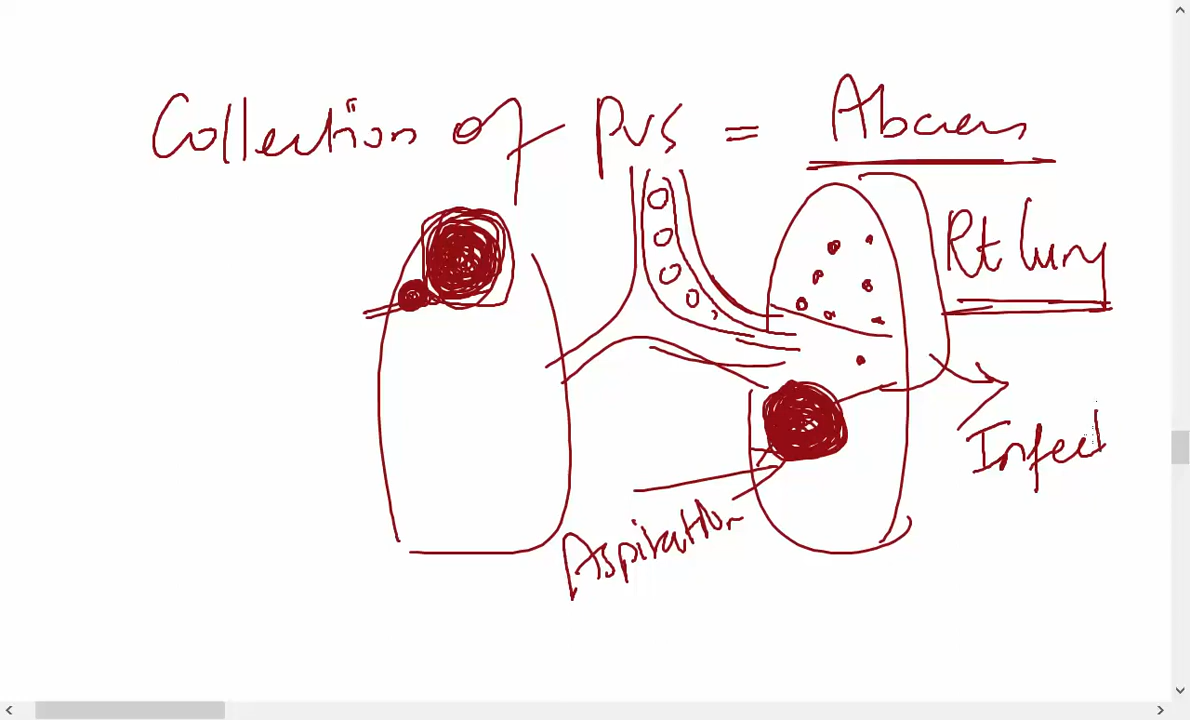 Collection of Pus = Abcess
Rt lung
Infect
Aspiration